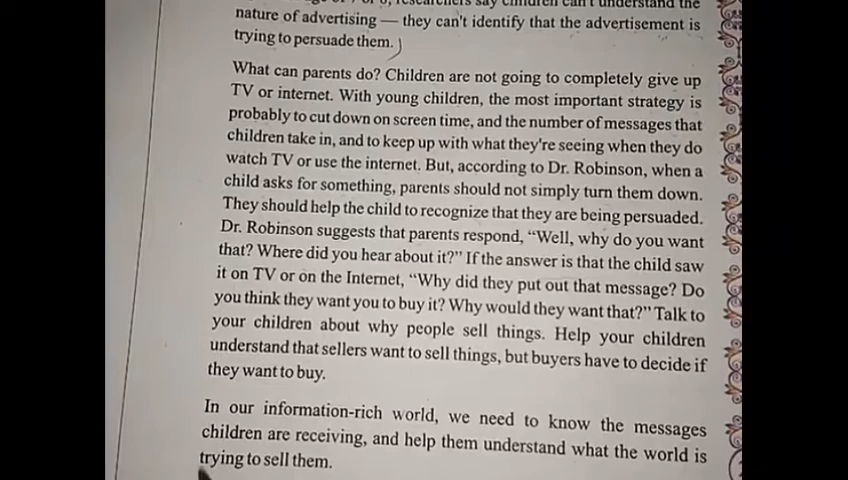 researchers say children can't understand the
nature of advertising — they can't identify that the advertisement is
trying to persuade them.)
What can parents do? Children are not going to completely give up
TV or internet. With young children, the most important strategy is
probably to cut down on screen time, and the number of messages that
children take in, and to keep up with what they're seeing when they do
watch TV or use the internet. But, according to Dr. Robinson, when a
child asks for something, parents should not simply turn them down.
They should help the child to recognize that they are being persuaded.
Dr. Robinson suggests that parents respond, “Well, why do you want
that? Where did you hear about it?” If the answer is that the child saw
it on TV or on the Internet, “Why did they put out that message? Do
you think they want you to buy it? Why would they want that?” Talk to
your children about why people sell things. Help your children
understand that sellers want to sell things, but buyers have to decide if
they want to buy.
In our information-rich world, we need to know the messages
children are receiving, and help them understand what the world is
trying to sell them.